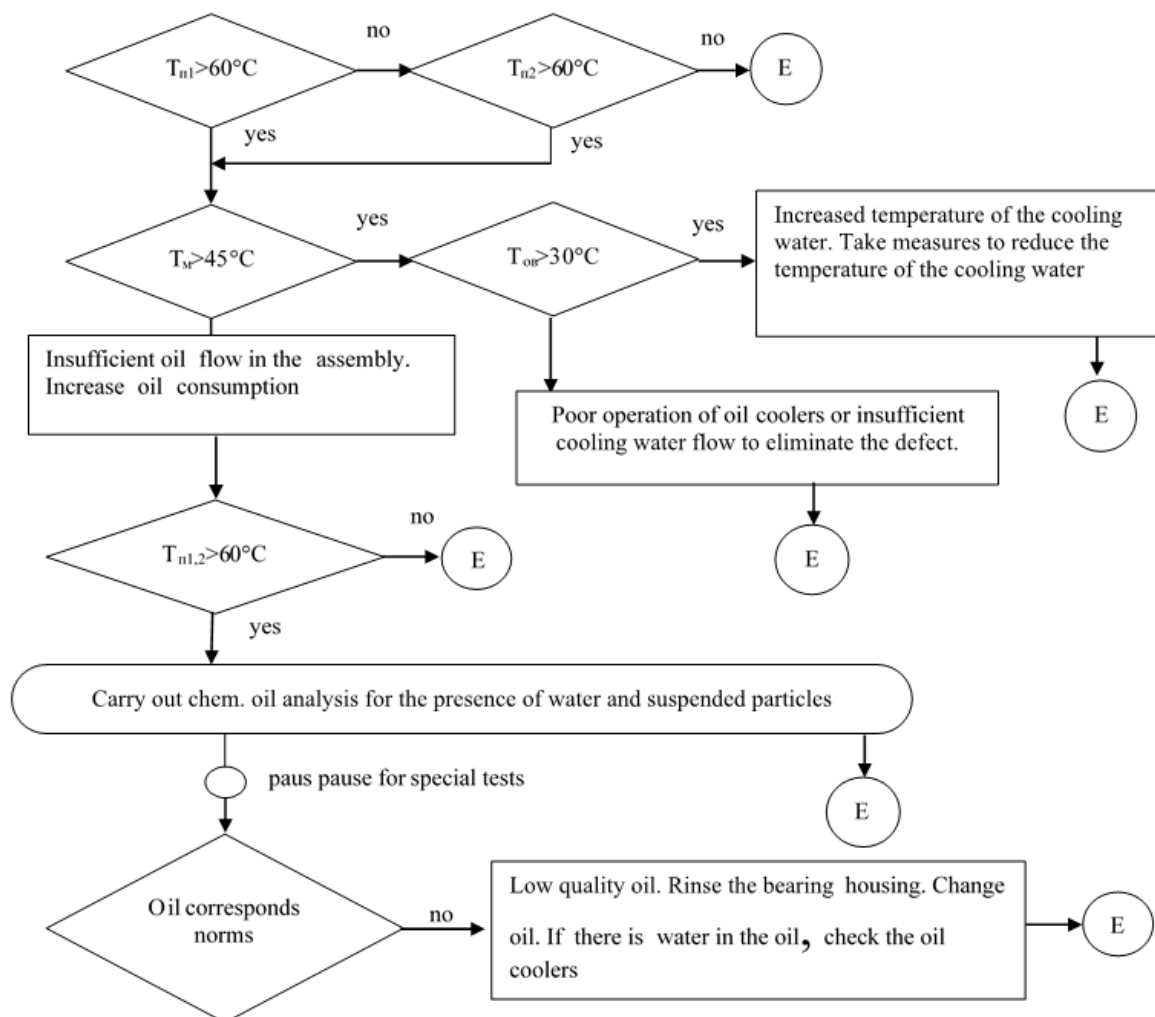 no
no
Tп1>60°C
Tп2>60°C
E
yes
yes
yes
yes
Increased temperature of the cooling
water. Take measures to reduce the
temperature of the cooling water
Tм>45°C
Tов>30°C
Insufficient oil flow in the assembly.
Increase oil consumption
E
Poor operation of oil coolers or insufficient
cooling water flow to eliminate the defect.
no
Tп1,2>60°C
E
E
yes
Carry out chem. oil analysis for the presence of water and suspended particles
paus pause for special tests
E
Low quality oil. Rinse the bearing housing. Change
oil. If there is water in the oil, check the oil
coolers
Oil corresponds
norms
no
E